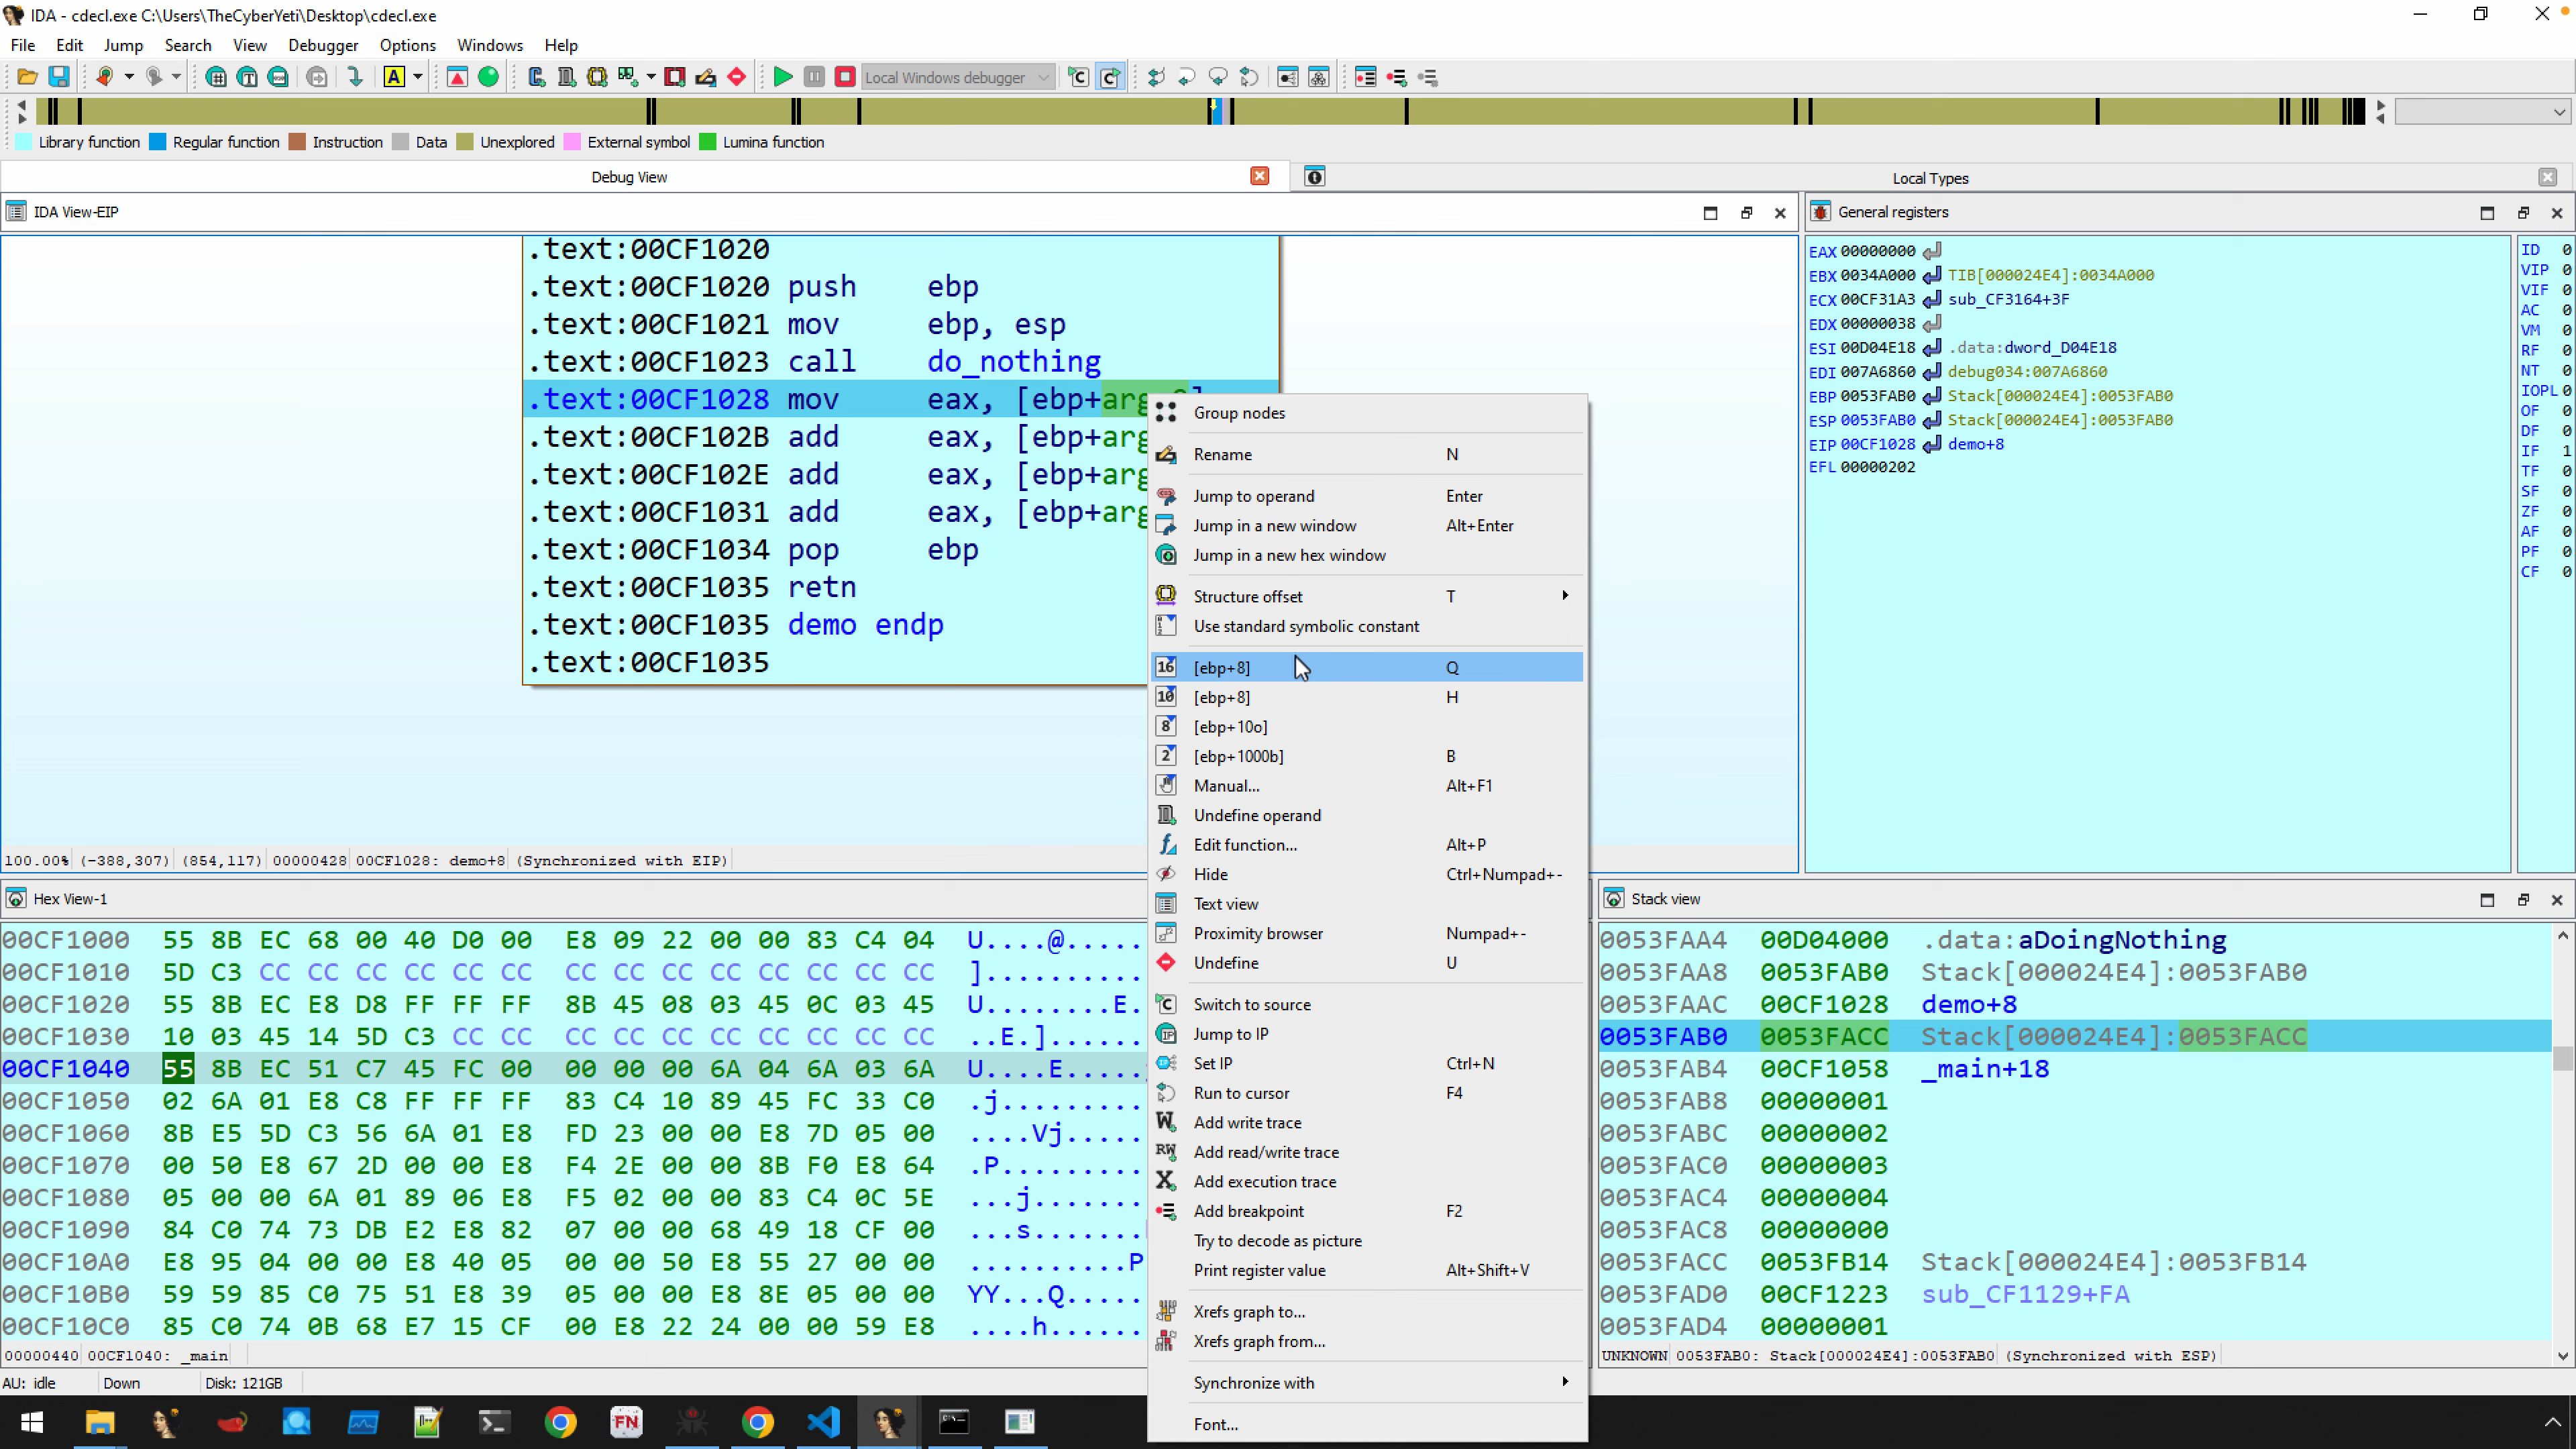 IDA - cdecl.exe C:\Users\TheCyberYeti\Desktop\cdecl.exe
File Edit Jump Search View Debugger Options Windows Help
Local Windows debugger
Library function Regular function Instruction Data Unexplored External symbol Lumina function
Debug View
Local Types
IDA View-EIP
.text:00CF1020
.text:00CF1020 push ebp
.text:00CF1021 mov ebp, esp
.text:00CF1023 call do_nothing
.text:00CF1028 mov eax, [ebp+arg_0]
.text:00CF102B add eax, [ebp+arg
.text:00CF102E add eax, [ebp+arg
.text:00CF1031 add eax, [ebp+arg
.text:00CF1034 pop ebp
.text:00CF1035 retn
.text:00CF1035 demo endp
.text:00CF1035
100.00% (-388,307) (854,117) 00000428 00CF1028: demo+8 (Synchronized with EIP)
Group nodes
Rename N
Jump to operand Enter
Jump in a new window Alt+Enter
Jump in a new hex window
Structure offset T
Use standard symbolic constant
16 [ebp+8] Q
10 [ebp+8] H
8 [ebp+10o]
2 [ebp+1000b] B
Manual... Alt+F1
Undefine operand
Edit function... Alt+P
Hide Ctrl+Numpad+-
Text view
Proximity browser Numpad+-
Undefine U
Switch to source
Jump to IP
Set IP Ctrl+N
Run to cursor F4
Add write trace
Add read/write trace
Add execution trace
Add breakpoint F2
Try to decode as picture
Print register value Alt+Shift+V
Xrefs graph to...
Xrefs graph from...
Synchronize with
Font...
General registers
EAX 00000000
EBX 0034A000 TIB[000024E4]:0034A000
ECX 00CF31A3 sub_CF3164+3F
EDX 00000038
ESI 00D04E18 .data:dword_D04E18
EDI 007A6860 debug034:007A6860
EBP 0053FAB0 Stack[000024E4]:0053FAB0
ESP 0053FAB0 Stack[000024E4]:0053FAB0
EIP 00CF1028 demo+8
EFL 00000202
ID 0
VIP 0
VIF 0
AC 0
VM 0
RF 0
NT 0
IOPL 0
OF 0
DF 0
IF 1
TF 0
SF 0
ZF 0
AF 0
PF 0
CF 0
Hex View-1
00CF1000 55 8B EC 68 00 40 D0 00 E8 09 22 00 00 83 C4 04 U....@.....
00CF1010 5D C3 CC CC CC CC CC CC CC CC CC CC CC CC CC CC ]..........
00CF1020 55 8B EC E8 D8 FF FF FF 8B 45 08 03 45 0C 03 45 U........E.
00CF1030 10 03 45 14 5D C3 CC CC CC CC CC CC CC CC CC CC ..E.]......
00CF1040 55 8B EC 51 C7 45 FC 00 00 00 00 6A 04 6A 03 6A U....E.....
00CF1050 02 6A 01 E8 C8 FF FF FF 83 C4 10 89 45 FC 33 C0 .j.........
00CF1060 8B E5 5D C3 56 6A 01 E8 FD 23 00 00 E8 7D 05 00 ....Vj.....
00CF1070 00 50 E8 67 2D 00 00 E8 F4 2E 00 00 8B F0 E8 64 .P.........
00CF1080 05 00 00 6A 01 89 06 E8 F5 02 00 00 83 C4 0C 5E ...j.......
00CF1090 84 C0 74 73 DB E2 E8 82 07 00 00 68 49 18 CF 00 ...s.......
00CF10A0 E8 95 04 00 00 E8 40 05 00 00 50 E8 55 27 00 00 ..........P
00CF10B0 59 59 85 C0 75 51 E8 39 05 00 00 E8 8E 05 00 00 YY...Q.....
00CF10C0 85 C0 74 0B 68 E7 15 CF 00 E8 22 24 00 00 59 E8 ....h......
00000440 00CF1040: _main
Stack view
0053FAA4 00D04000 .data:aDoingNothing
0053FAA8 0053FAB0 Stack[000024E4]:0053FAB0
0053FAAC 00CF1028 demo+8
0053FAB0 0053FACC Stack[000024E4]:0053FACC
0053FAB4 00CF1058 _main+18
0053FAB8 00000001
0053FABC 00000002
0053FAC0 00000003
0053FAC4 00000004
0053FAC8 00000000
0053FACC 0053FB14 Stack[000024E4]:0053FB14
0053FAD0 00CF1223 sub_CF1129+FA
0053FAD4 00000001
UNKNOWN 0053FAB0: Stack[000024E4]:0053FAB0 (Synchronized with ESP)
AU: idle Down Disk: 121GB
FN